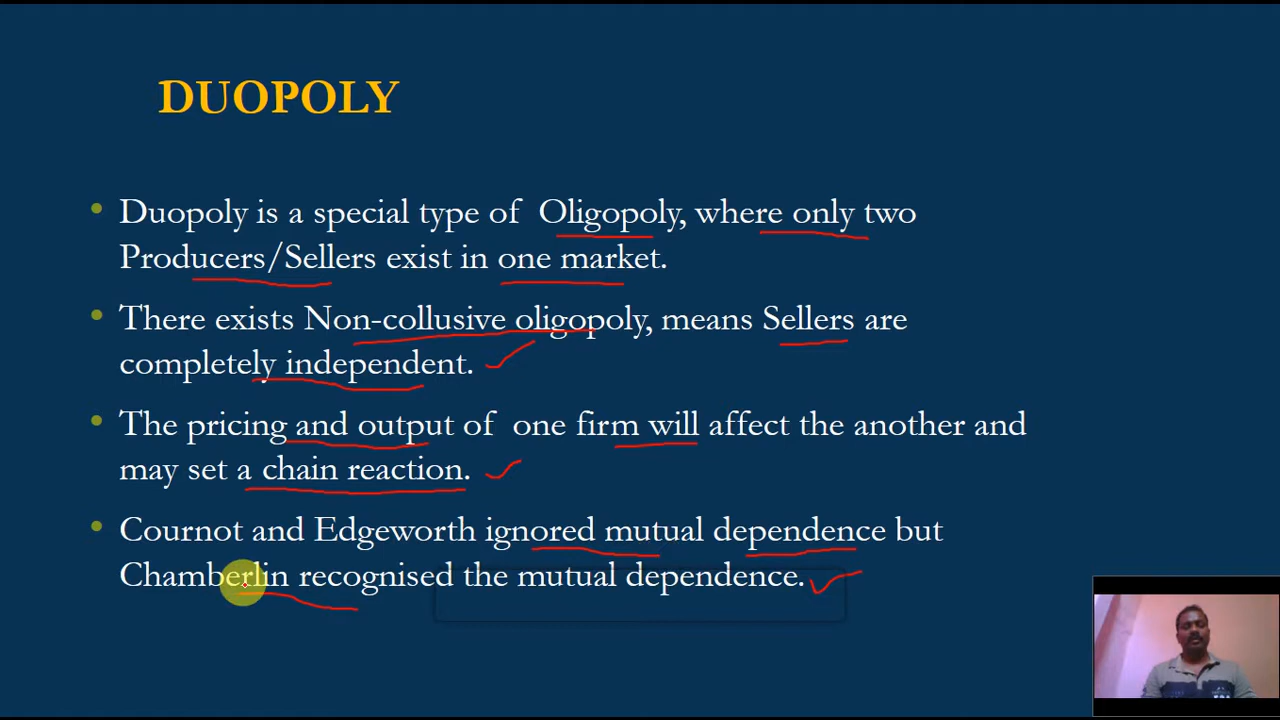 DUOPOLY
• Duopoly is a special type of Oligopoly, where only two
Producers/Sellers exist in one market.
• There exists Non-collusive oligopoly, means Sellers are
completely independent.
• The pricing and output of one firm will affect the another and
may set a chain reaction.
• Cournot and Edgeworth ignored mutual dependence but
Chamberlin recognised the mutual dependence.